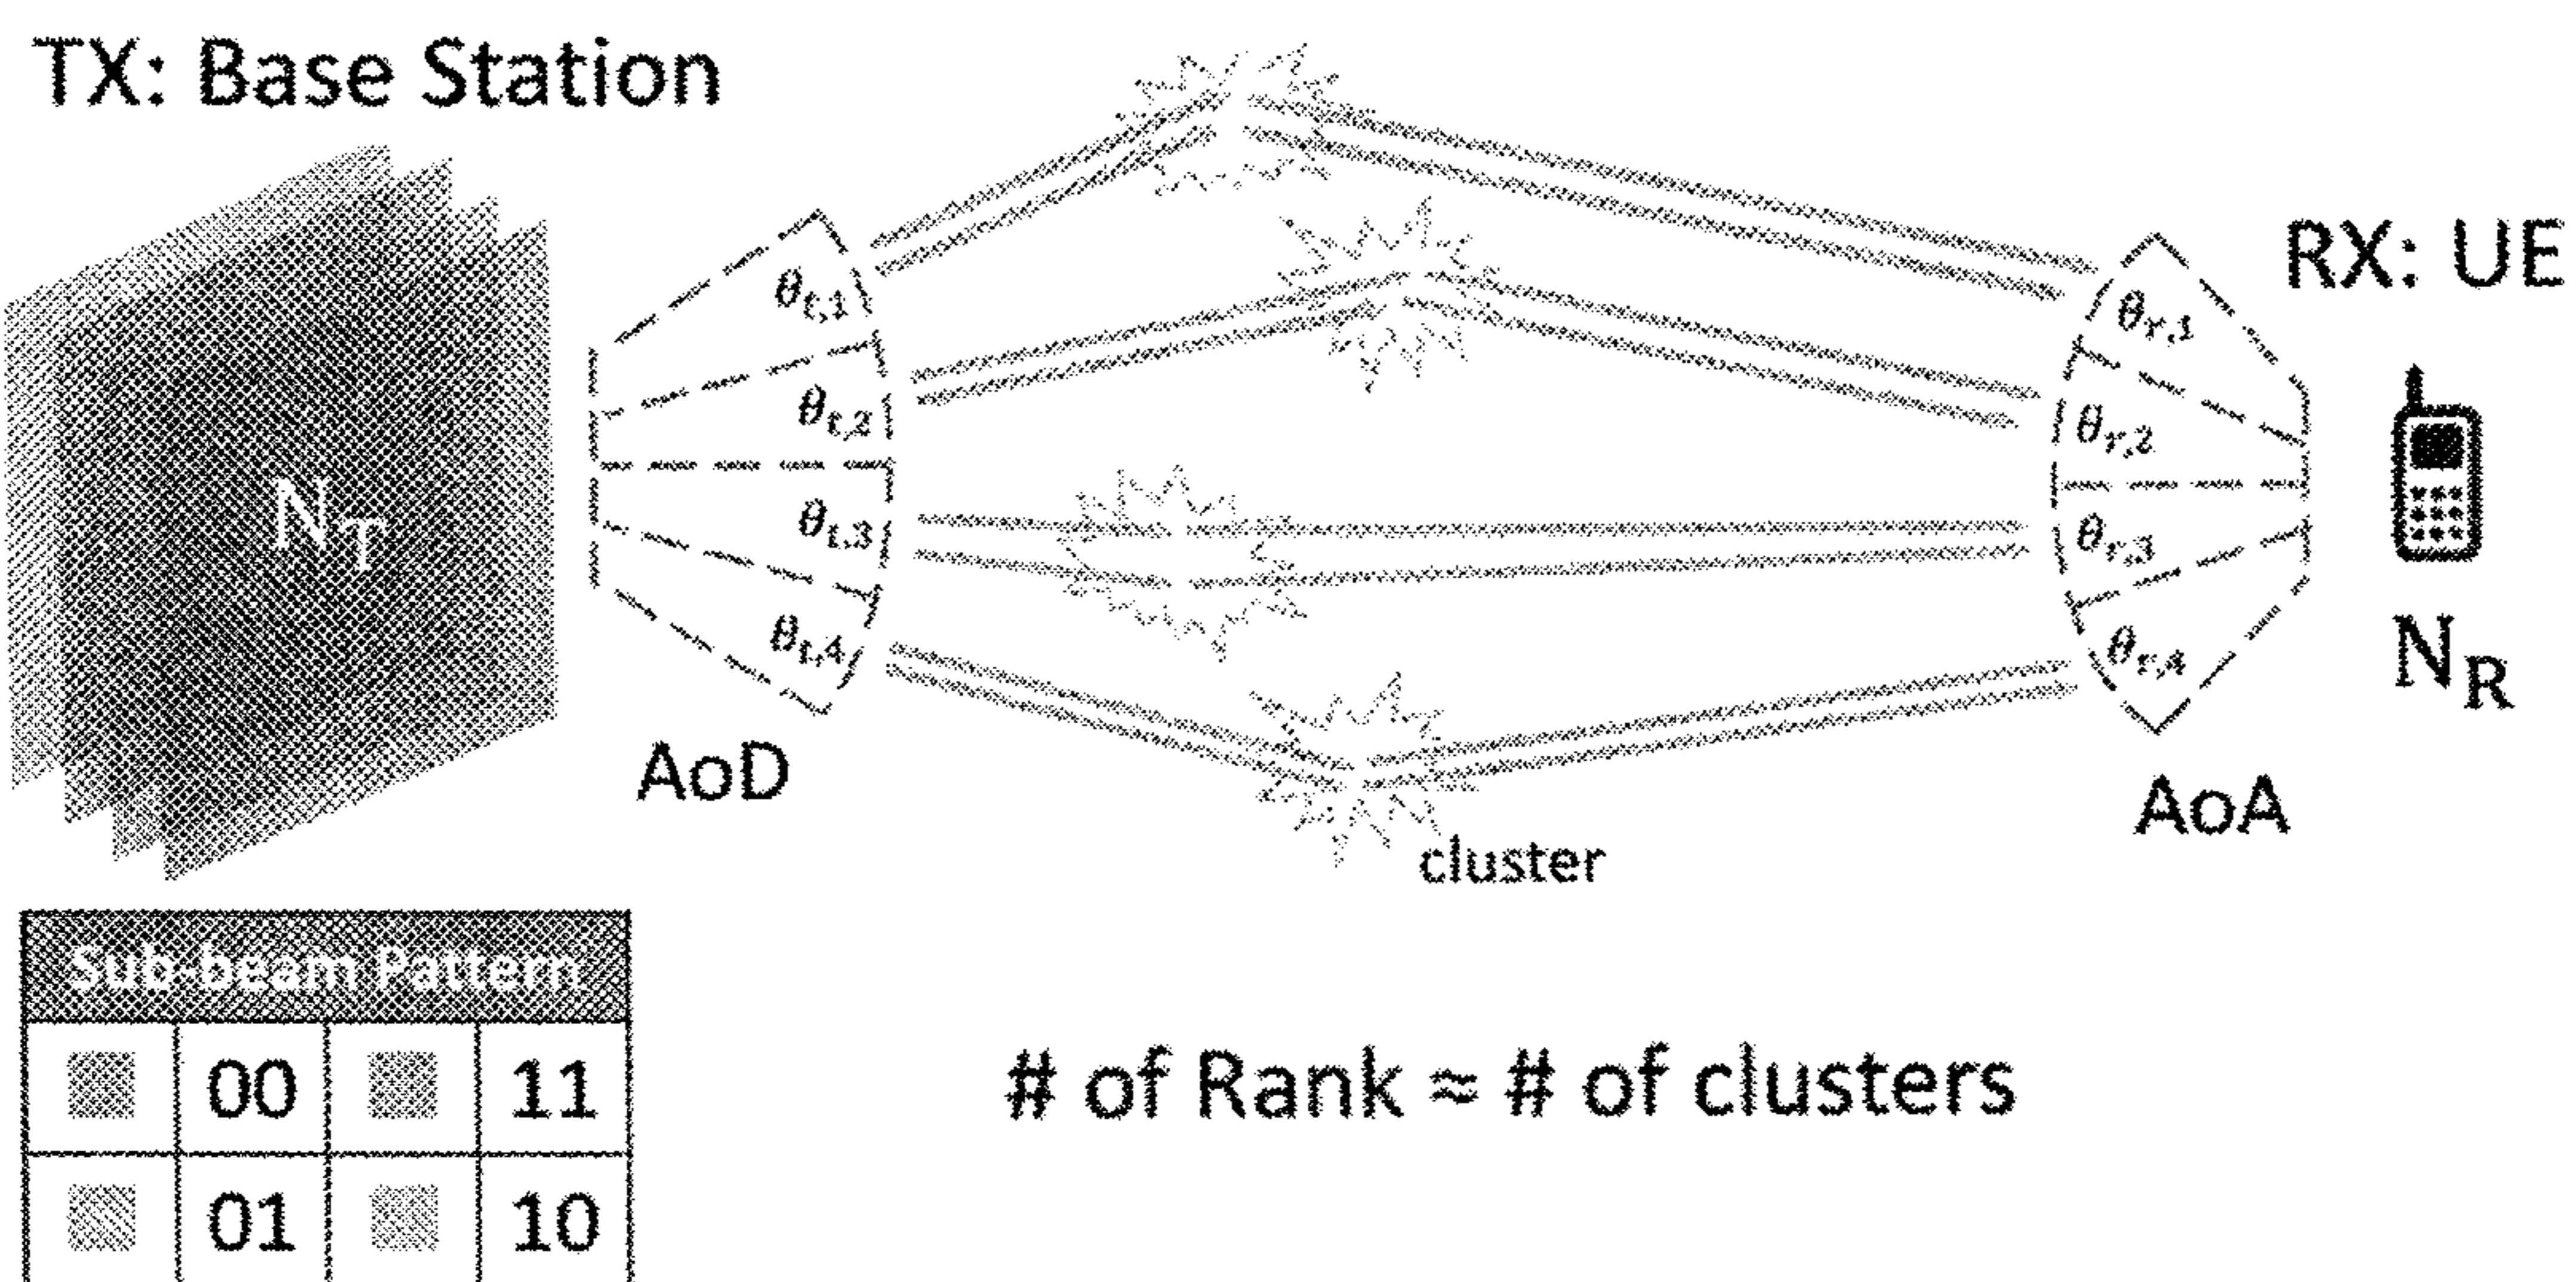 TX: Base Station
RX: UE
N_T
θ_t,1
θ_t,2
θ_t,3
θ_t,4
AoD
θ_r,1
θ_r,2
θ_r,3
θ_r,4
N_R
AoA
cluster
Sub-beam Pattern
00 11
01 10
# of Rank ≈ # of clusters